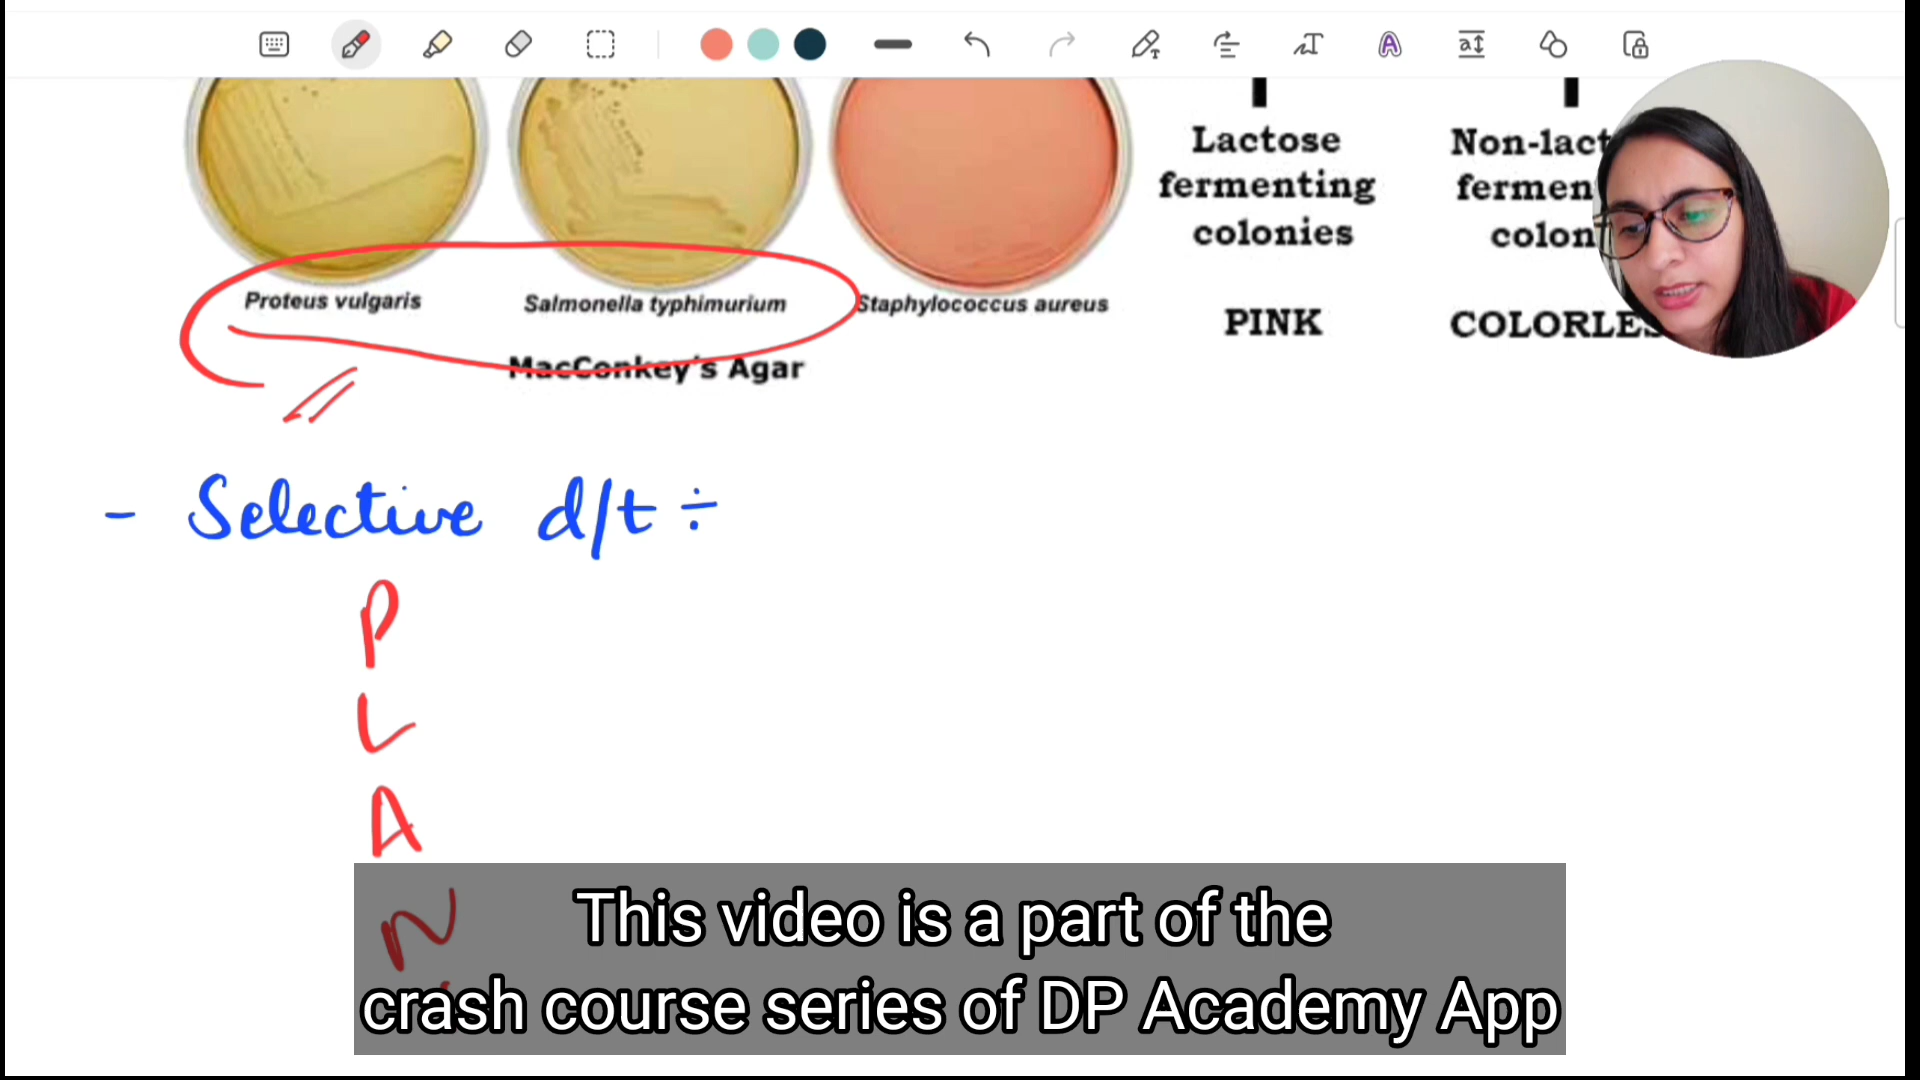 Lactose
fermenting
colonies
Non-lact
fermen
colon
Proteus vulgaris
Salmonella typhimurium
Staphylococcus aureus
PINK
COLORLES
MacConkey's Agar
- Selective d/t ÷
P
L
A
N
This video is a part of the
crash course series of DP Academy App